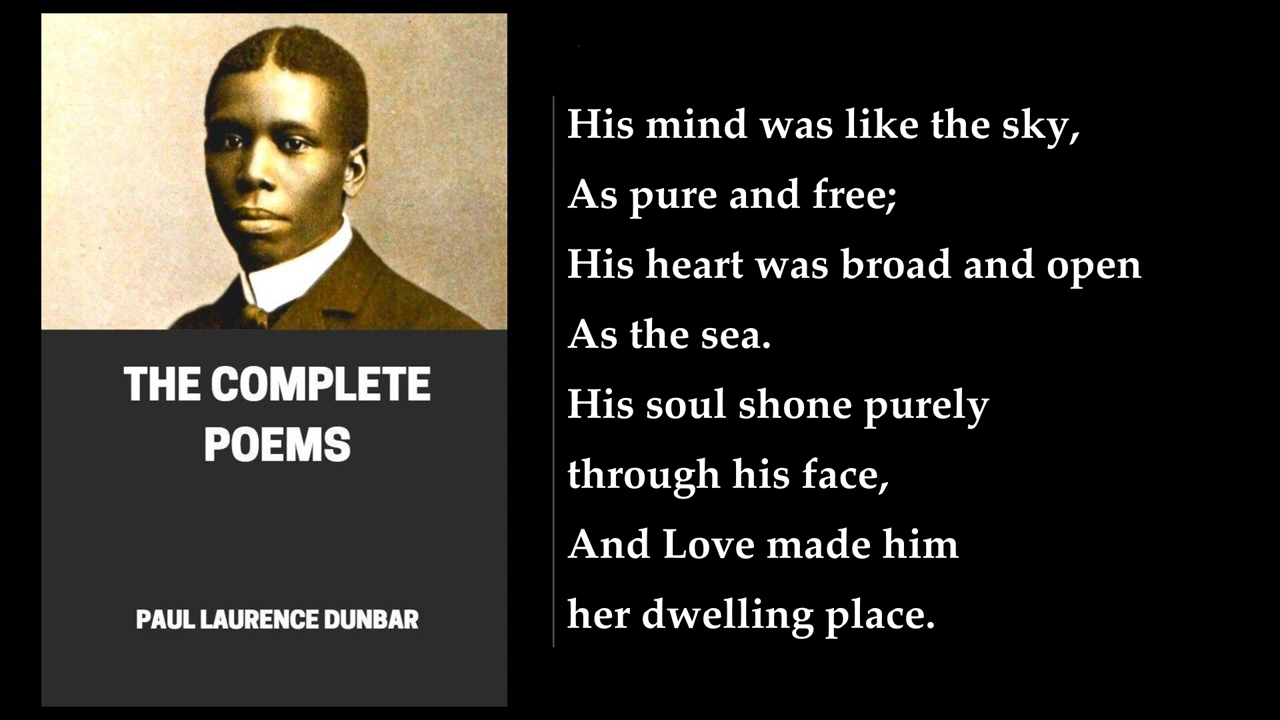 THE COMPLETE
POEMS
PAUL LAURENCE DUNBAR
His mind was like the sky,
As pure and free;
His heart was broad and open
As the sea.
His soul shone purely
through his face,
And Love made him
her dwelling place.